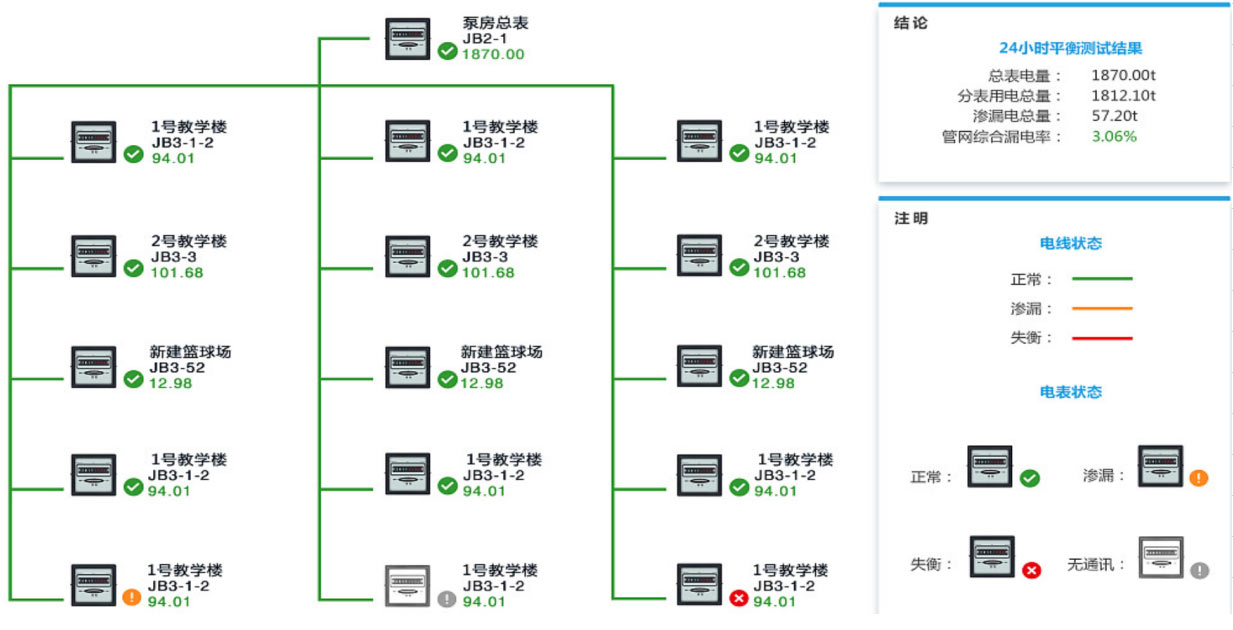 泵房总表
JB2-1
1870.00
1号教学楼
JB3-1-2
94.01
1号教学楼
JB3-1-2
94.01
1号教学楼
JB3-1-2
94.01
2号教学楼
JB3-3
101.68
2号教学楼
JB3-3
101.68
2号教学楼
JB3-3
101.68
新建篮球场
JB3-52
12.98
新建篮球场
JB3-52
12.98
新建篮球场
JB3-52
12.98
1号教学楼
JB3-1-2
94.01
1号教学楼
JB3-1-2
94.01
1号教学楼
JB3-1-2
94.01
1号教学楼
JB3-1-2
94.01
1号教学楼
JB3-1-2
94.01
1号教学楼
JB3-1-2
94.01
结论
24小时平衡测试结果
总表电量： 1870.00t
分表用电总量： 1812.10t
渗漏电总量： 57.20t
管网综合漏电率： 3.06%
注明
电线状态
正常：
渗漏：
失衡：
电表状态
正常： 渗漏：
失衡： 无通讯：